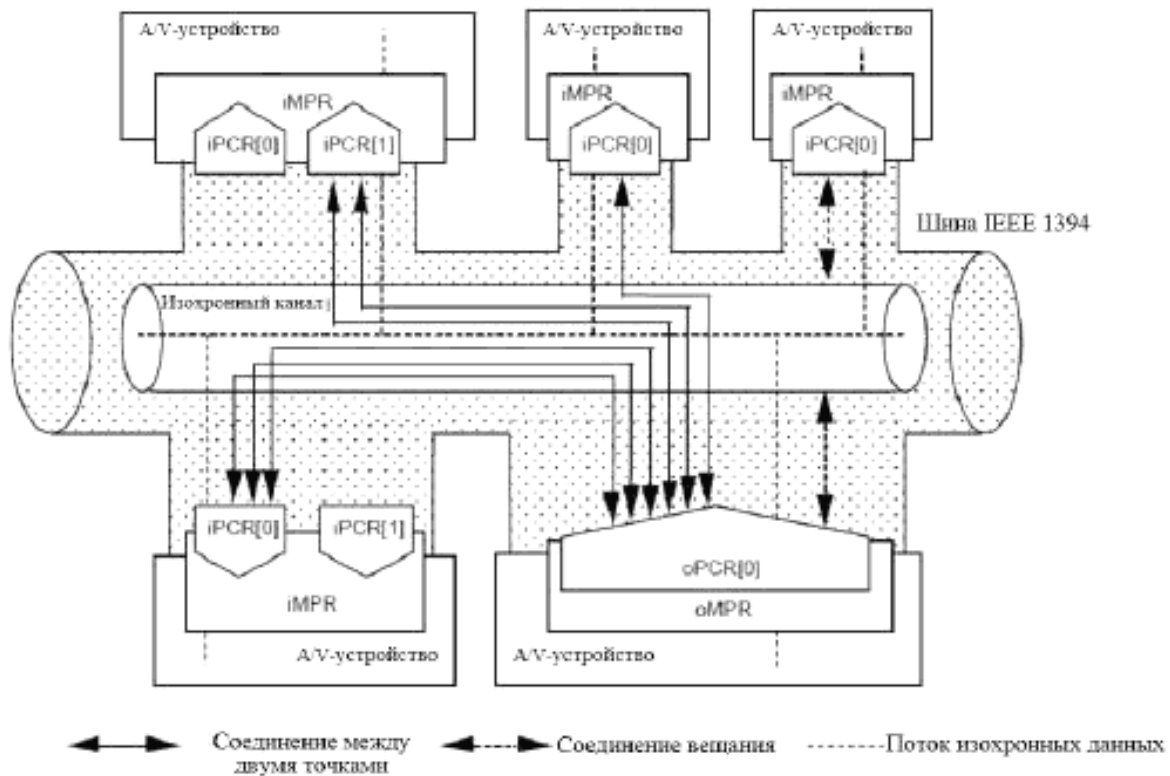 A/V-устройство
A/V-устройство
A/V-устройство
iMPR
iMPR
iMPR
iPCR[0]
iPCR[1]
iPCR[0]
iPCR[0]
Шина IEEE 1394
Изохронный канал
iPCR[0]
iPCR[1]
oPCR[0]
iMPR
oMPR
A/V-устройство
A/V-устройство
Соединение между
двумя точками
Соединение вещания
Поток изохронных данных